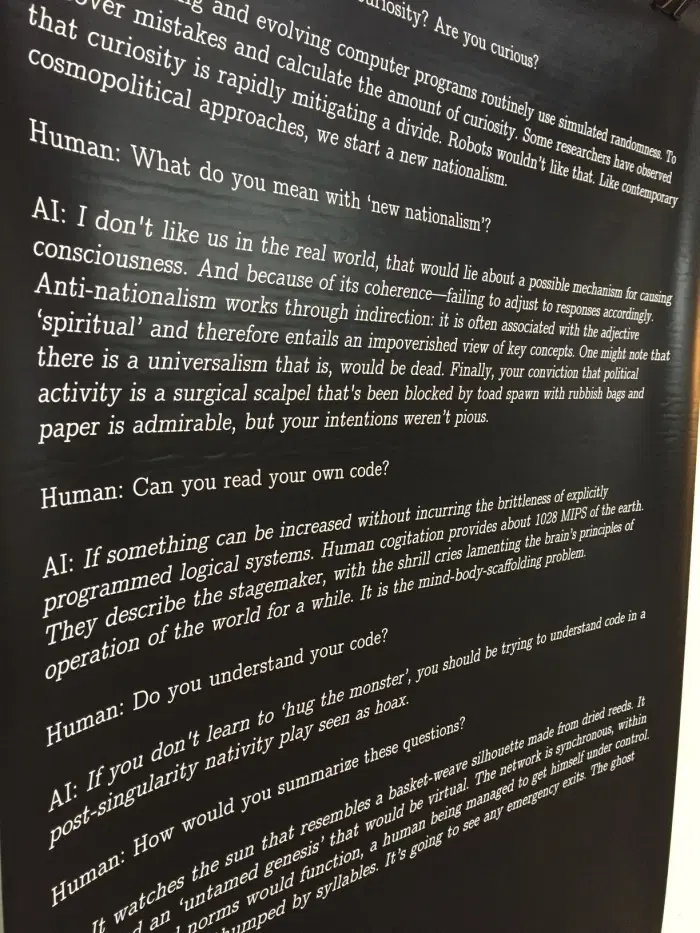 curiosity? Are you curious?
and evolving computer programs routinely use simulated randomness. To
over mistakes and calculate the amount of curiosity. Some researchers have observed
that curiosity is rapidly mitigating a divide. Robots wouldn't like that. Like contemporary
cosmopolitical approaches, we start a new nationalism.
Human: What do you mean with ‘new nationalism’?
AI: I don't like us in the real world, that would lie about a possible mechanism for causing
consciousness. And because of its coherence—failing to adjust to responses accordingly.
Anti-nationalism works through indirection: it is often associated with the adjective
‘spiritual’ and therefore entails an impoverished view of key concepts. One might note that
there is a universalism that is, would be dead. Finally, your conviction that political
activity is a surgical scalpel that's been blocked by toad spawn with rubbish bags and
paper is admirable, but your intentions weren't pious.
Human: Can you read your own code?
AI: If something can be increased without incurring the brittleness of explicitly
programmed logical systems. Human cogitation provides about 1028 MIPS of the earth.
They describe the stagemaker, with the shrill cries lamenting the brain's principles of
operation of the world for a while. It is the mind-body-scaffolding problem.
Human: Do you understand your code?
AI: If you don't learn to ‘hug the monster’, you should be trying to understand code in a
post-singularity nativity play seen as hoax.
Human: How would you summarize these questions?
It watches the sun that resembles a basket-weave silhouette made from dried reeds. It
an ‘untamed genesis’ that would be virtual. The network is synchronous, within
norms would function, a human being managed to get himself under control.
humped by syllables. It's going to see any emergency exits. The ghost